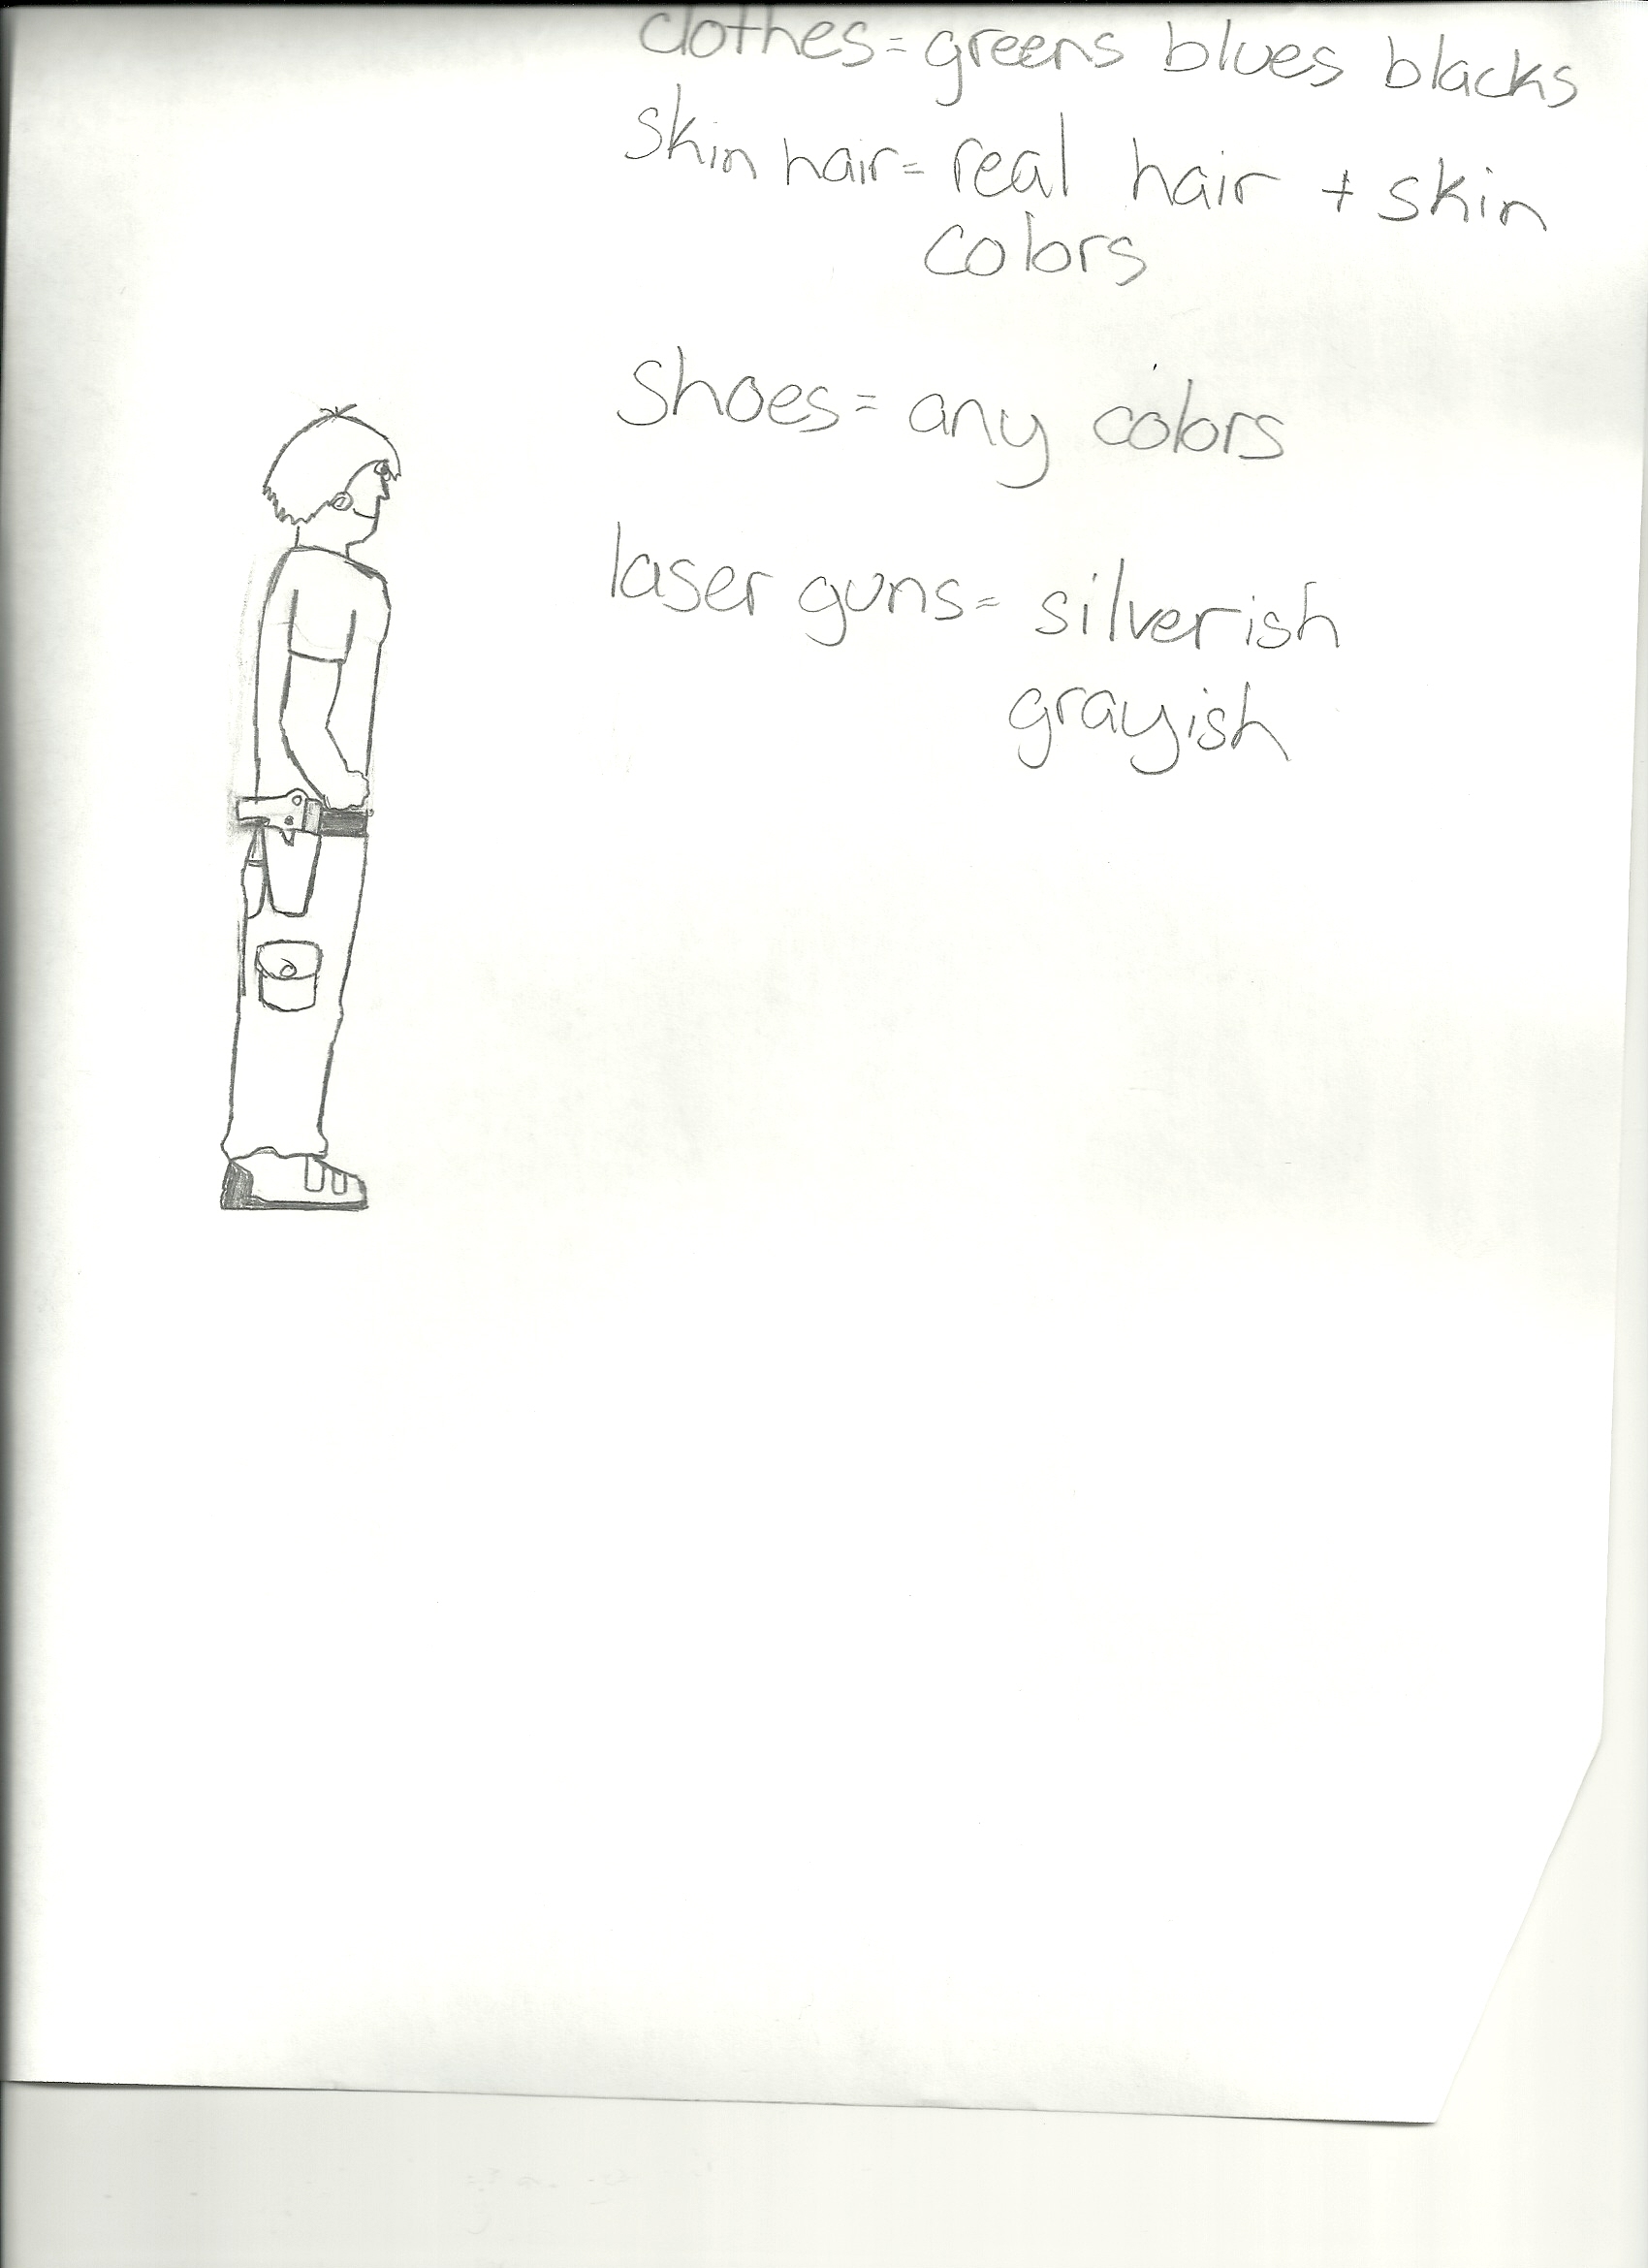 clothes = greens blues blacks
skin hair = real hair + skin
colors
shoes = any colors
laser guns = silverish
grayish